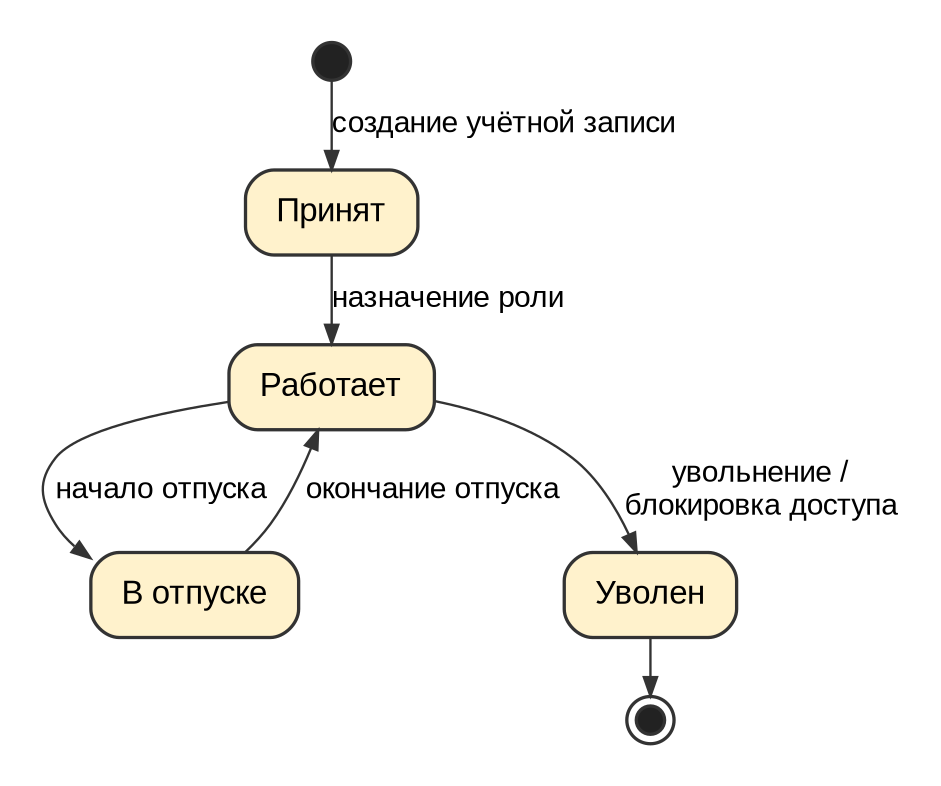 создание учётной записи
Принят
назначение роли
Работает
начало отпуска
окончание отпуска
увольнение /
блокировка доступа
В отпуске
Уволен